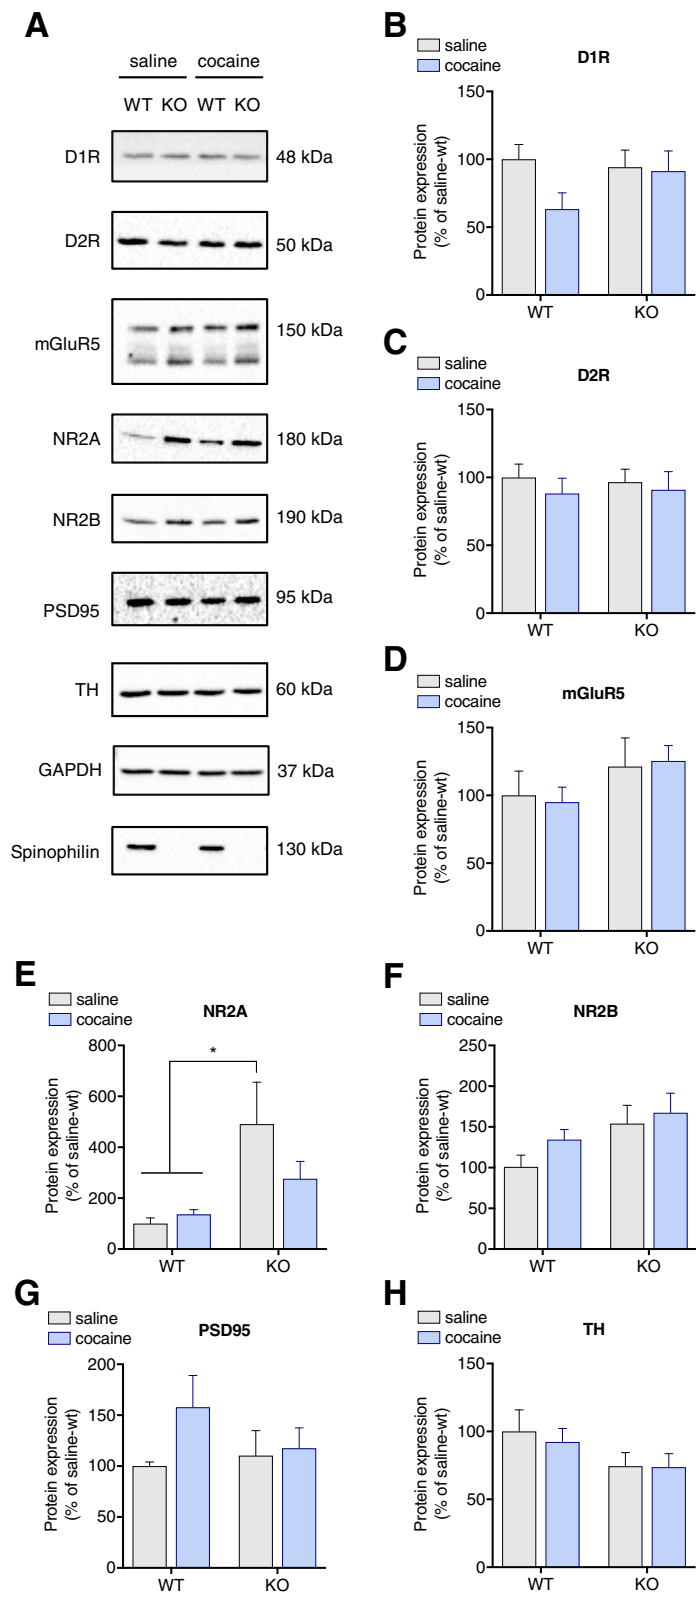 A
saline cocaine
WT KO WT KO
D1R 48 kDa
D2R 50 kDa
mGluR5 150 kDa
NR2A 180 kDa
NR2B 190 kDa
PSD95 95 kDa
TH 60 kDa
GAPDH 37 kDa
Spinophilin 130 kDa
B
saline
cocaine
D1R
Protein expression
(% of saline-wt)
150
100
50
0
WT KO
C
saline
cocaine
D2R
Protein expression
(% of saline-wt)
150
100
50
0
WT KO
D
saline
cocaine
mGluR5
Protein expression
(% of saline-wt)
150
100
50
0
WT KO
E
saline
cocaine
NR2A
Protein expression
(% of saline-wt)
800
600
400
200
0
*
WT KO
F
saline
cocaine
NR2B
Protein expression
(% of saline-wt)
250
200
150
100
50
0
WT KO
G
saline
cocaine
PSD95
Protein expression
(% of saline-wt)
200
150
100
50
0
WT KO
H
saline
cocaine
TH
Protein expression
(% of saline-wt)
150
100
50
0
WT KO